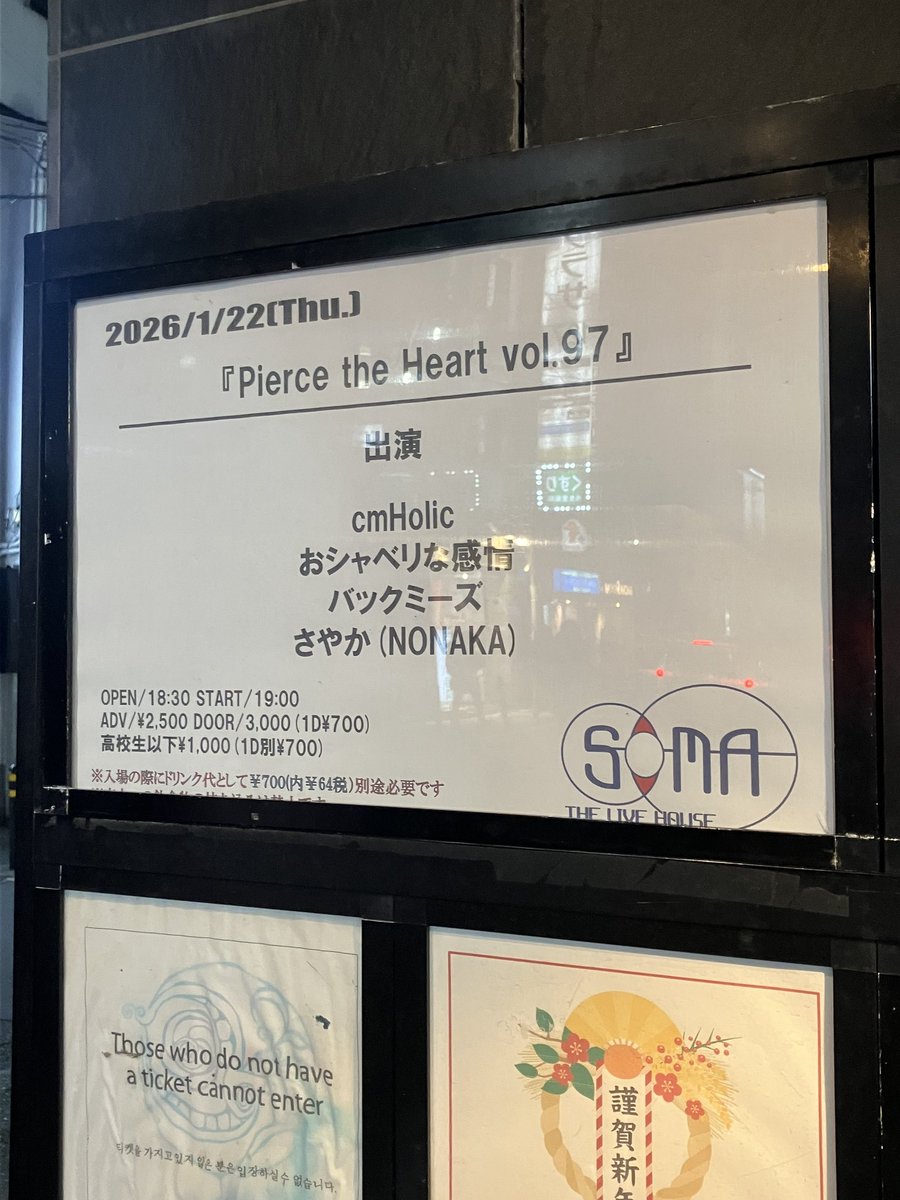 2026/1/22(Thu.)
『Pierce the Heart vol.97』
出演
cmHolic
おシャベリな感情
バックミーズ
さやか(NONAKA)
OPEN/18:30 START/19:00
ADV/¥2,500 DOOR/3,000(1D¥700)
高校生以下¥1,000(1D別¥700)
※入場の際にドリンク代として¥700(内¥64税)別途必要です
SOMA
THE LIVE HOUSE
くすり
Those who do not have
a ticket cannot enter
티켓을 가지고 있지 않은 분은 입장하실 수 없습니다.
謹賀新年